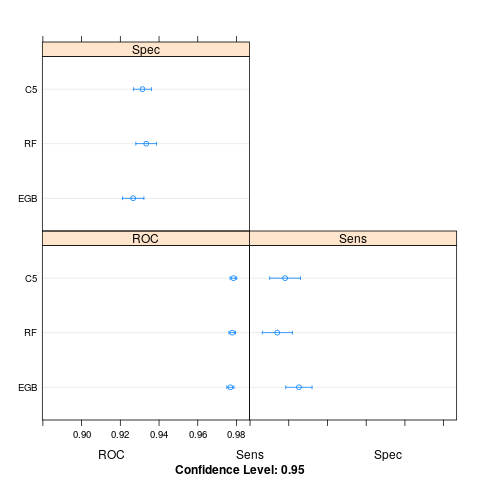 Spec
C5
RF
EGB
ROC
Sens
C5
RF
EGB
0.90 0.92 0.94 0.96 0.98
ROC Sens Spec
Confidence Level: 0.95